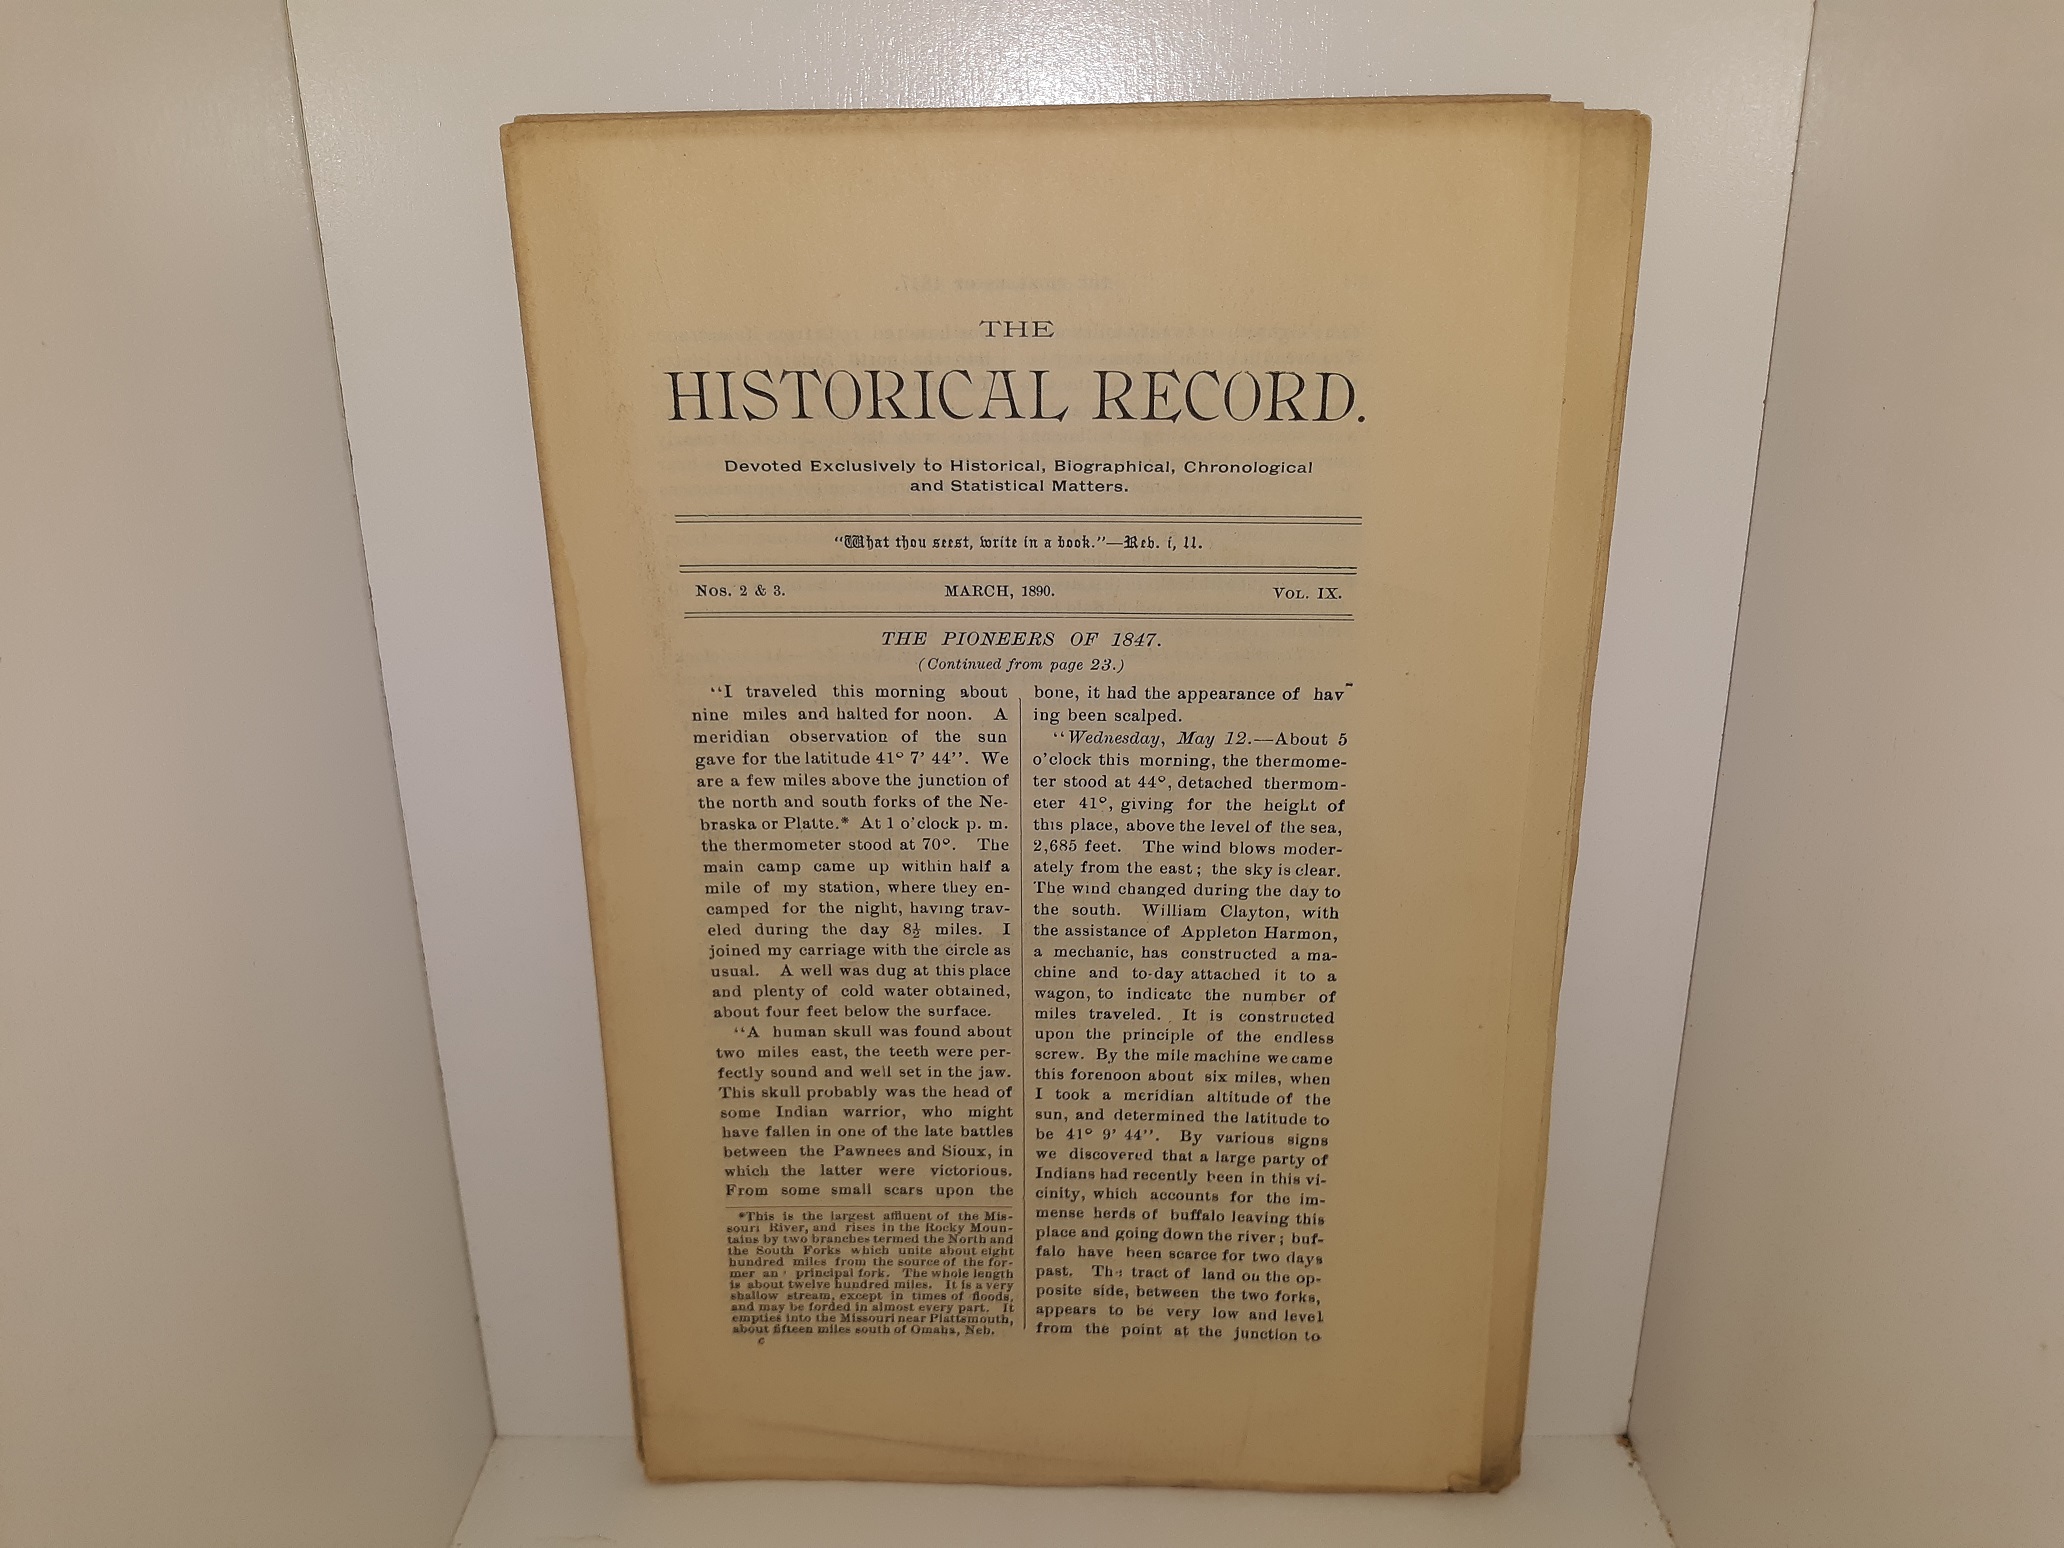 THE
HISTORICAL RECORD.
Devoted Exclusively to Historical, Biographical, Chronological
and Statistical Matters.
“What thou seest, write in a book.”—Reb. i, 11.
Nos. 2 & 3. MARCH, 1890. Vol. IX.
THE PIONEERS OF 1847.
(Continued from page 23.)
“I traveled this morning about
nine miles and halted for noon. A
meridian observation of the sun
gave for the latitude 41° 7’ 44’’. We
are a few miles above the junction of
the north and south forks of the Ne-
braska or Platte.* At 1 o’clock p. m.
the thermometer stood at 70°. The
main camp came up within half a
mile of my station, where they en-
camped for the night, having trav-
eled during the day 8½ miles. I
joined my carriage with the circle as
usual. A well was dug at this place
and plenty of cold water obtained,
about four feet below the surface.
“A human skull was found about
two miles east, the teeth were per-
fectly sound and well set in the jaw.
This skull probably was the head of
some Indian warrior, who might
have fallen in one of the late battles
between the Pawnees and Sioux, in
which the latter were victorious.
From some small scars upon the
*This is the largest affluent of the Mis-
souri River, and rises in the Rocky Moun-
tains by two branches termed the North and
the South Forks which unite about eight
hundred miles from the source of the for-
mer an principal fork. The whole length
is about twelve hundred miles. It is a very
shallow stream, except in times of floods,
and may be forded in almost every part. It
empties into the Missouri near Plattsmouth,
about fifteen miles south of Omaha, Neb.
c
bone, it had the appearance of hav-
ing been scalped.
“Wednesday, May 12.—About 5
o’clock this morning, the thermome-
ter stood at 44°, detached thermom-
eter 41°, giving for the height of
this place, above the level of the sea,
2,685 feet. The wind blows moder-
ately from the east; the sky is clear.
The wind changed during the day to
the south. William Clayton, with
the assistance of Appleton Harmon,
a mechanic, has constructed a ma-
chine and to-day attached it to a
wagon, to indicate the number of
miles traveled. It is constructed
upon the principle of the endless
screw. By the mile machine we came
this forenoon about six miles, when
I took a meridian altitude of the
sun, and determined the latitude to
be 41° 9’ 44’’. By various signs
we discovered that a large party of
Indians had recently been in this vi-
cinity, which accounts for the im-
mense herds of buffalo leaving this
place and going down the river; buf-
falo have been scarce for two days
past. The tract of land on the op-
posite side, between the two forks,
appears to be very low and level
from the point at the junction to